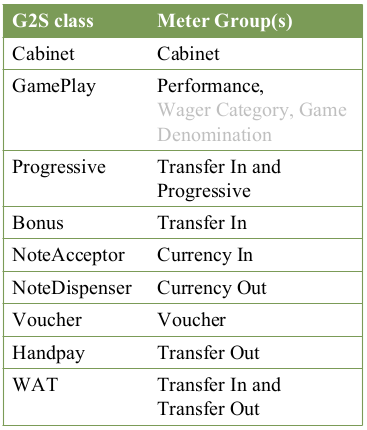 G2S class Meter Group(s)
Cabinet Cabinet
GamePlay Performance,
Wager Category, Game
Denomination
Progressive Transfer In and
Progressive
Bonus Transfer In
NoteAcceptor Currency In
NoteDispenser Currency Out
Voucher Voucher
Handpay Transfer Out
WAT Transfer In and
Transfer Out